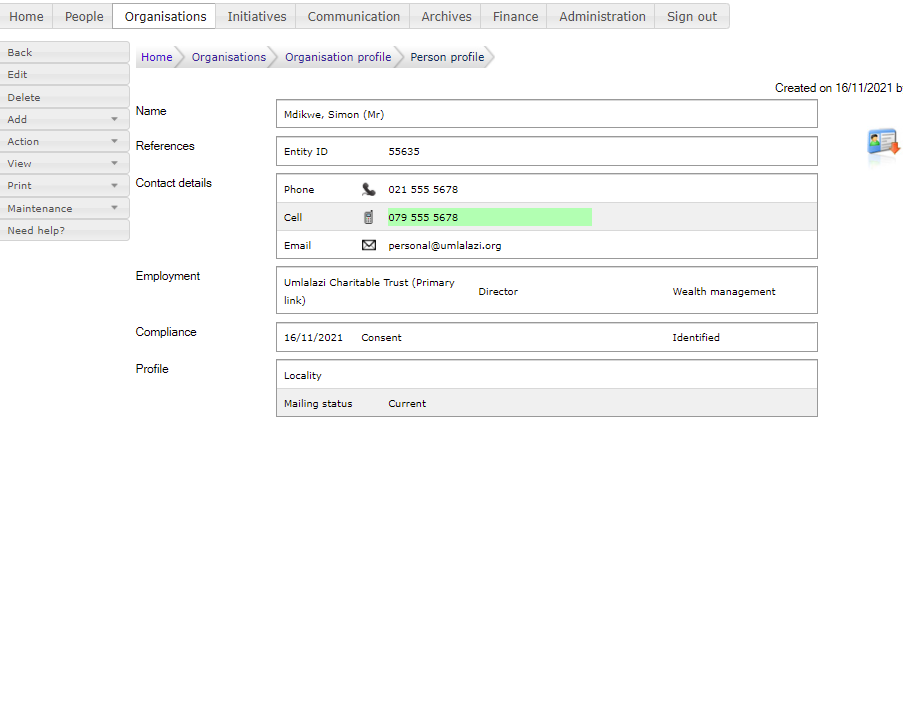 Home People Organisations Initiatives Communication Archives Finance Administration Sign out
Back
Edit
Delete
Add
Action
View
Print
Maintenance
Need help?
Home Organisations Organisation profile Person profile
Created on 16/11/2021 b
Name
Mdikwe, Simon (Mr)
References
Entity ID 55635
Contact details
Phone 021 555 5678
Cell 079 555 5678
Email personal@umlalazi.org
Employment
Umlalazi Charitable Trust (Primary
link)
Director
Wealth management
Compliance
16/11/2021 Consent Identified
Profile
Locality
Mailing status Current